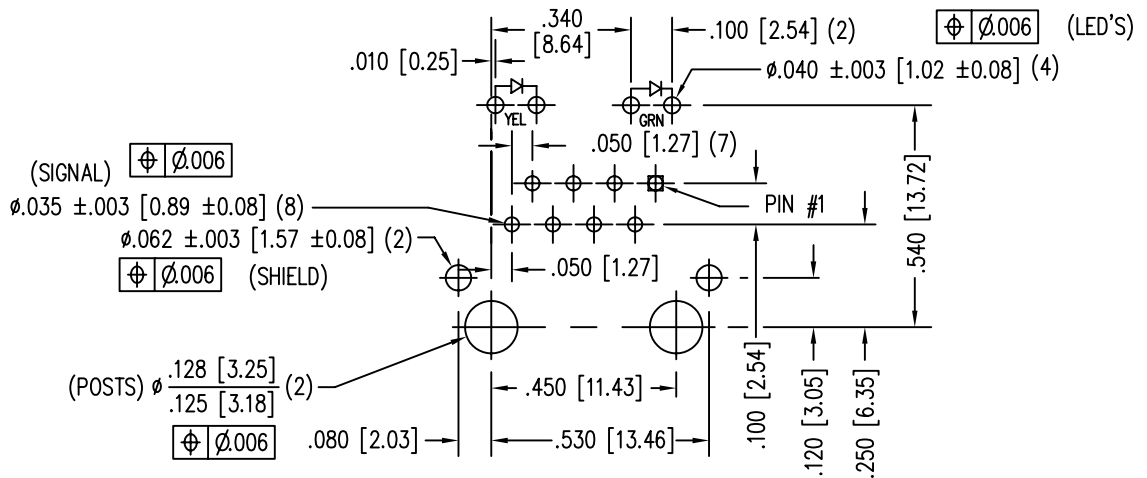 .340
[8.64]
.100 [2.54] (2)
⌖ Ø.006 (LED'S)
.010 [0.25]
Ø.040 ±.003 [1.02 ±0.08] (4)
YEL
GRN
.050 [1.27] (7)
(SIGNAL) ⌖ Ø.006
Ø.035 ±.003 [0.89 ±0.08] (8)
PIN #1
.540 [13.72]
Ø.062 ±.003 [1.57 ±0.08] (2)
⌖ Ø.006 (SHIELD)
.050 [1.27]
(POSTS) Ø .128 [3.25]
.125 [3.18] (2)
⌖ Ø.006
.450 [11.43]
.080 [2.03]
.530 [13.46]
.100 [2.54]
.120 [3.05]
.250 [6.35]